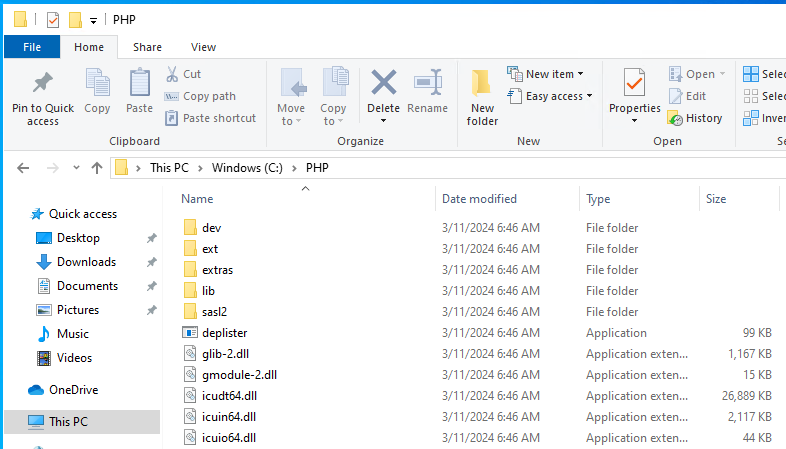 PHP
File Home Share View
Pin to Quick access
Copy
Paste
Cut
Copy path
Paste shortcut
Clipboard
Move to
Copy to
Delete
Rename
Organize
New folder
New item
Easy access
New
Properties
Open
Edit
History
Open
Selec
Selec
Inver
Se
This PC > Windows (C:) > PHP
Quick access
Desktop
Downloads
Documents
Pictures
Music
Videos
OneDrive
This PC
Name Date modified Type Size
dev 3/11/2024 6:46 AM File folder
ext 3/11/2024 6:46 AM File folder
extras 3/11/2024 6:46 AM File folder
lib 3/11/2024 6:46 AM File folder
sasl2 3/11/2024 6:46 AM File folder
deplister 3/11/2024 6:46 AM Application 99 KB
glib-2.dll 3/11/2024 6:46 AM Application exten... 1,167 KB
gmodule-2.dll 3/11/2024 6:46 AM Application exten... 15 KB
icudt64.dll 3/11/2024 6:46 AM Application exten... 26,889 KB
icuin64.dll 3/11/2024 6:46 AM Application exten... 2,117 KB
icuio64.dll 3/11/2024 6:46 AM Application exten... 44 KB